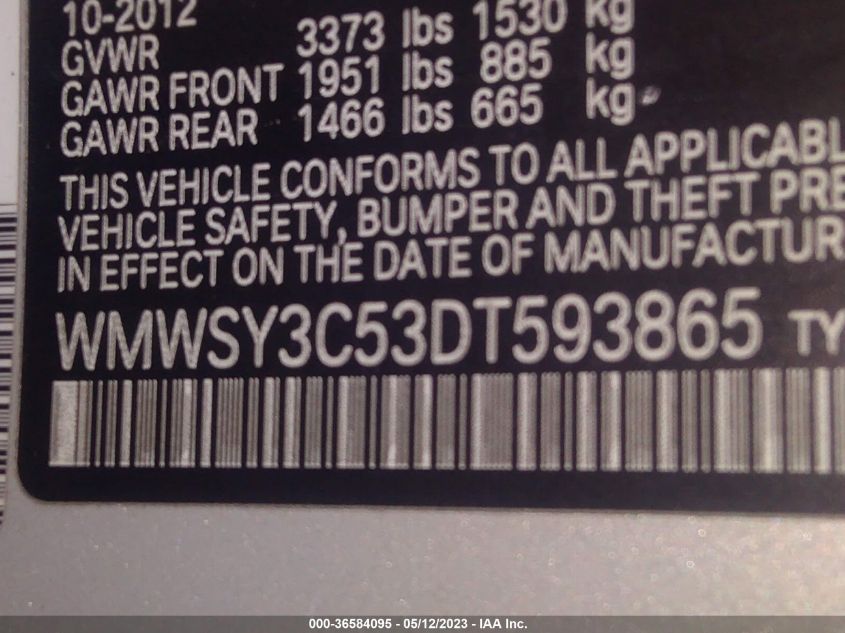 10-2012
GVWR 3373 lbs 1530 kg
GAWR FRONT 1951 lbs 885 kg
GAWR REAR 1466 lbs 665 kg
THIS VEHICLE CONFORMS TO ALL APPLICABL
VEHICLE SAFETY, BUMPER AND THEFT PRE
IN EFFECT ON THE DATE OF MANUFACTUR
WMWSY3C53DT593865 TY
000-36584095 - 05/12/2023 - IAA Inc.